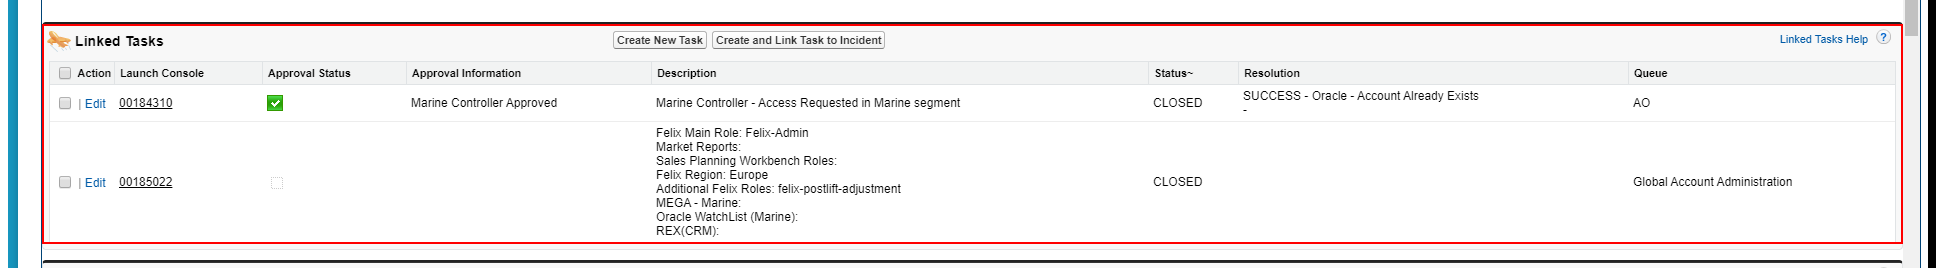 Linked Tasks
Create New Task
Create and Link Task to Incident
Linked Tasks Help ?
Action Launch Console Approval Status Approval Information Description Status~ Resolution Queue
| Edit 00184310 Marine Controller Approved Marine Controller - Access Requested in Marine segment CLOSED SUCCESS - Oracle - Account Already Exists AO
-
Felix Main Role: Felix-Admin
Market Reports:
Sales Planning Workbench Roles:
Felix Region: Europe
| Edit 00185022 CLOSED Global Account Administration
Additional Felix Roles: felix-postlift-adjustment
MEGA - Marine:
Oracle WatchList (Marine):
REX(CRM):